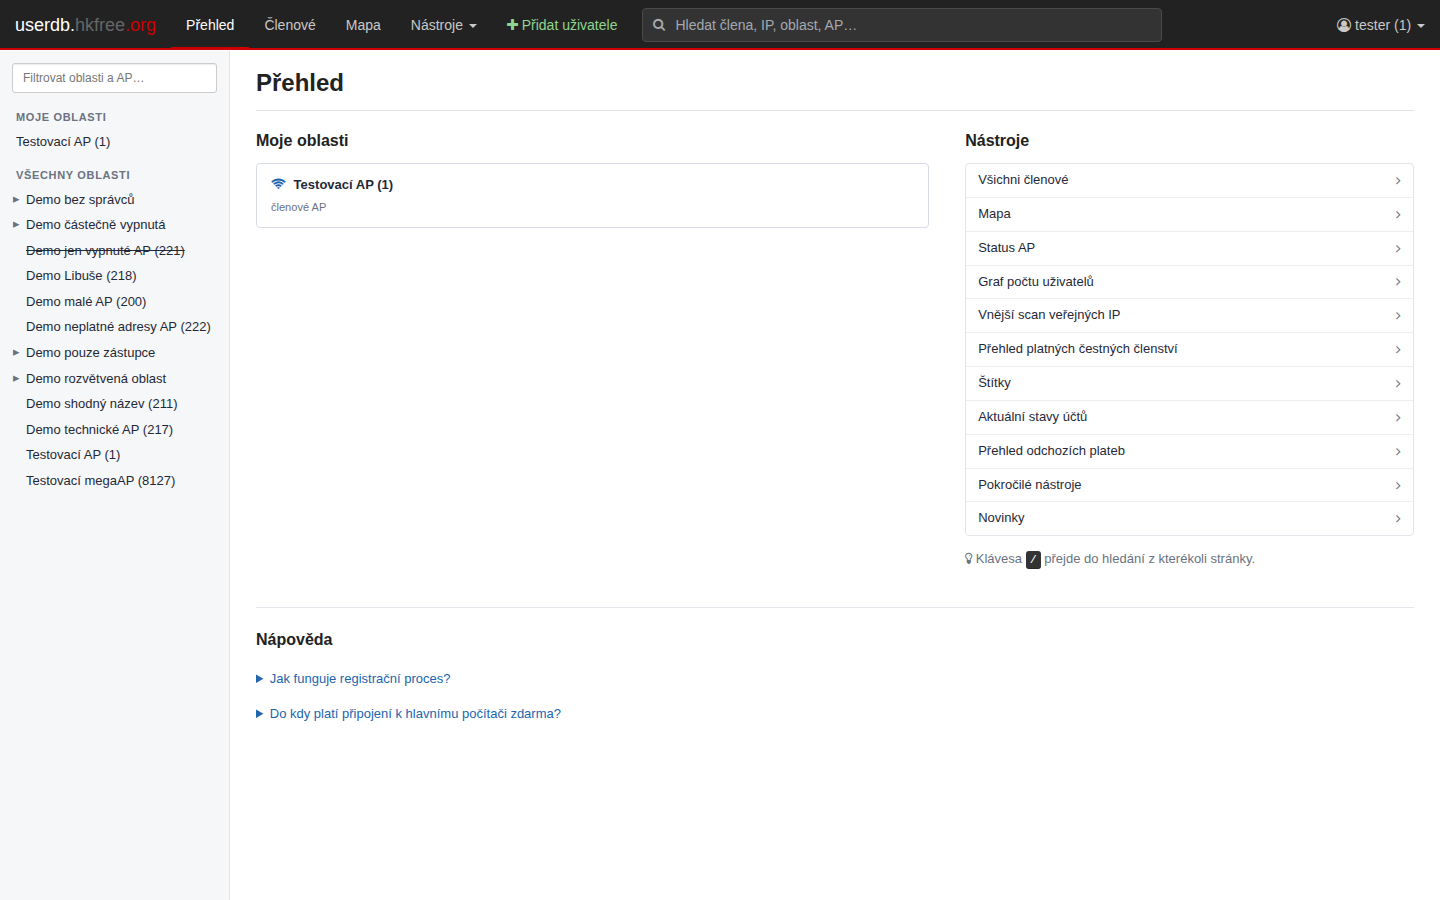 userdb.hkfree.org Přehled Členové Mapa Nástroje Přidat uživatele Hledat člena, IP, oblast, AP… tester (1)
Filtrovat oblasti a AP…
MOJE OBLASTI
Testovací AP (1)
VŠECHNY OBLASTI
Demo bez správců
Demo částečně vypnutá
Demo jen vypnuté AP (221)
Demo Libuše (218)
Demo malé AP (200)
Demo neplatné adresy AP (222)
Demo pouze zástupce
Demo rozvětvená oblast
Demo shodný název (211)
Demo technické AP (217)
Testovací AP (1)
Testovací megaAP (8127)
Přehled
Moje oblasti
Testovací AP (1)
členové AP
Nástroje
Všichni členové
Mapa
Status AP
Graf počtu uživatelů
Vnější scan veřejných IP
Přehled platných čestných členství
Štítky
Aktuální stavy účtů
Přehled odchozích plateb
Pokročilé nástroje
Novinky
Klávesa / přejde do hledání z kterékoli stránky.
Nápověda
Jak funguje registrační proces?
Do kdy platí připojení k hlavnímu počítači zdarma?